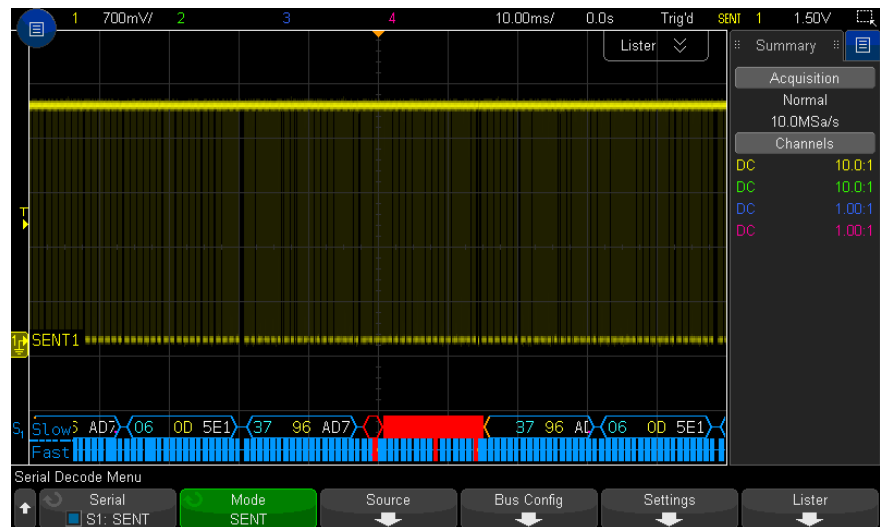 1 700mV/ 2 3 4 10.00ms/ 0.0s Trig'd SENT 1 1.50V
Lister
Summary
Acquisition
Normal
10.0MSa/s
Channels
DC 10.0:1
DC 10.0:1
DC 1.00:1
DC 1.00:1
T
1 SENT1
S1 Slow AD7 06 0D 5E1 37 96 AD7 37 96 06 0D 5E1
Fast
Serial Decode Menu
Serial Mode Source Bus Config Settings Lister
S1: SENT SENT